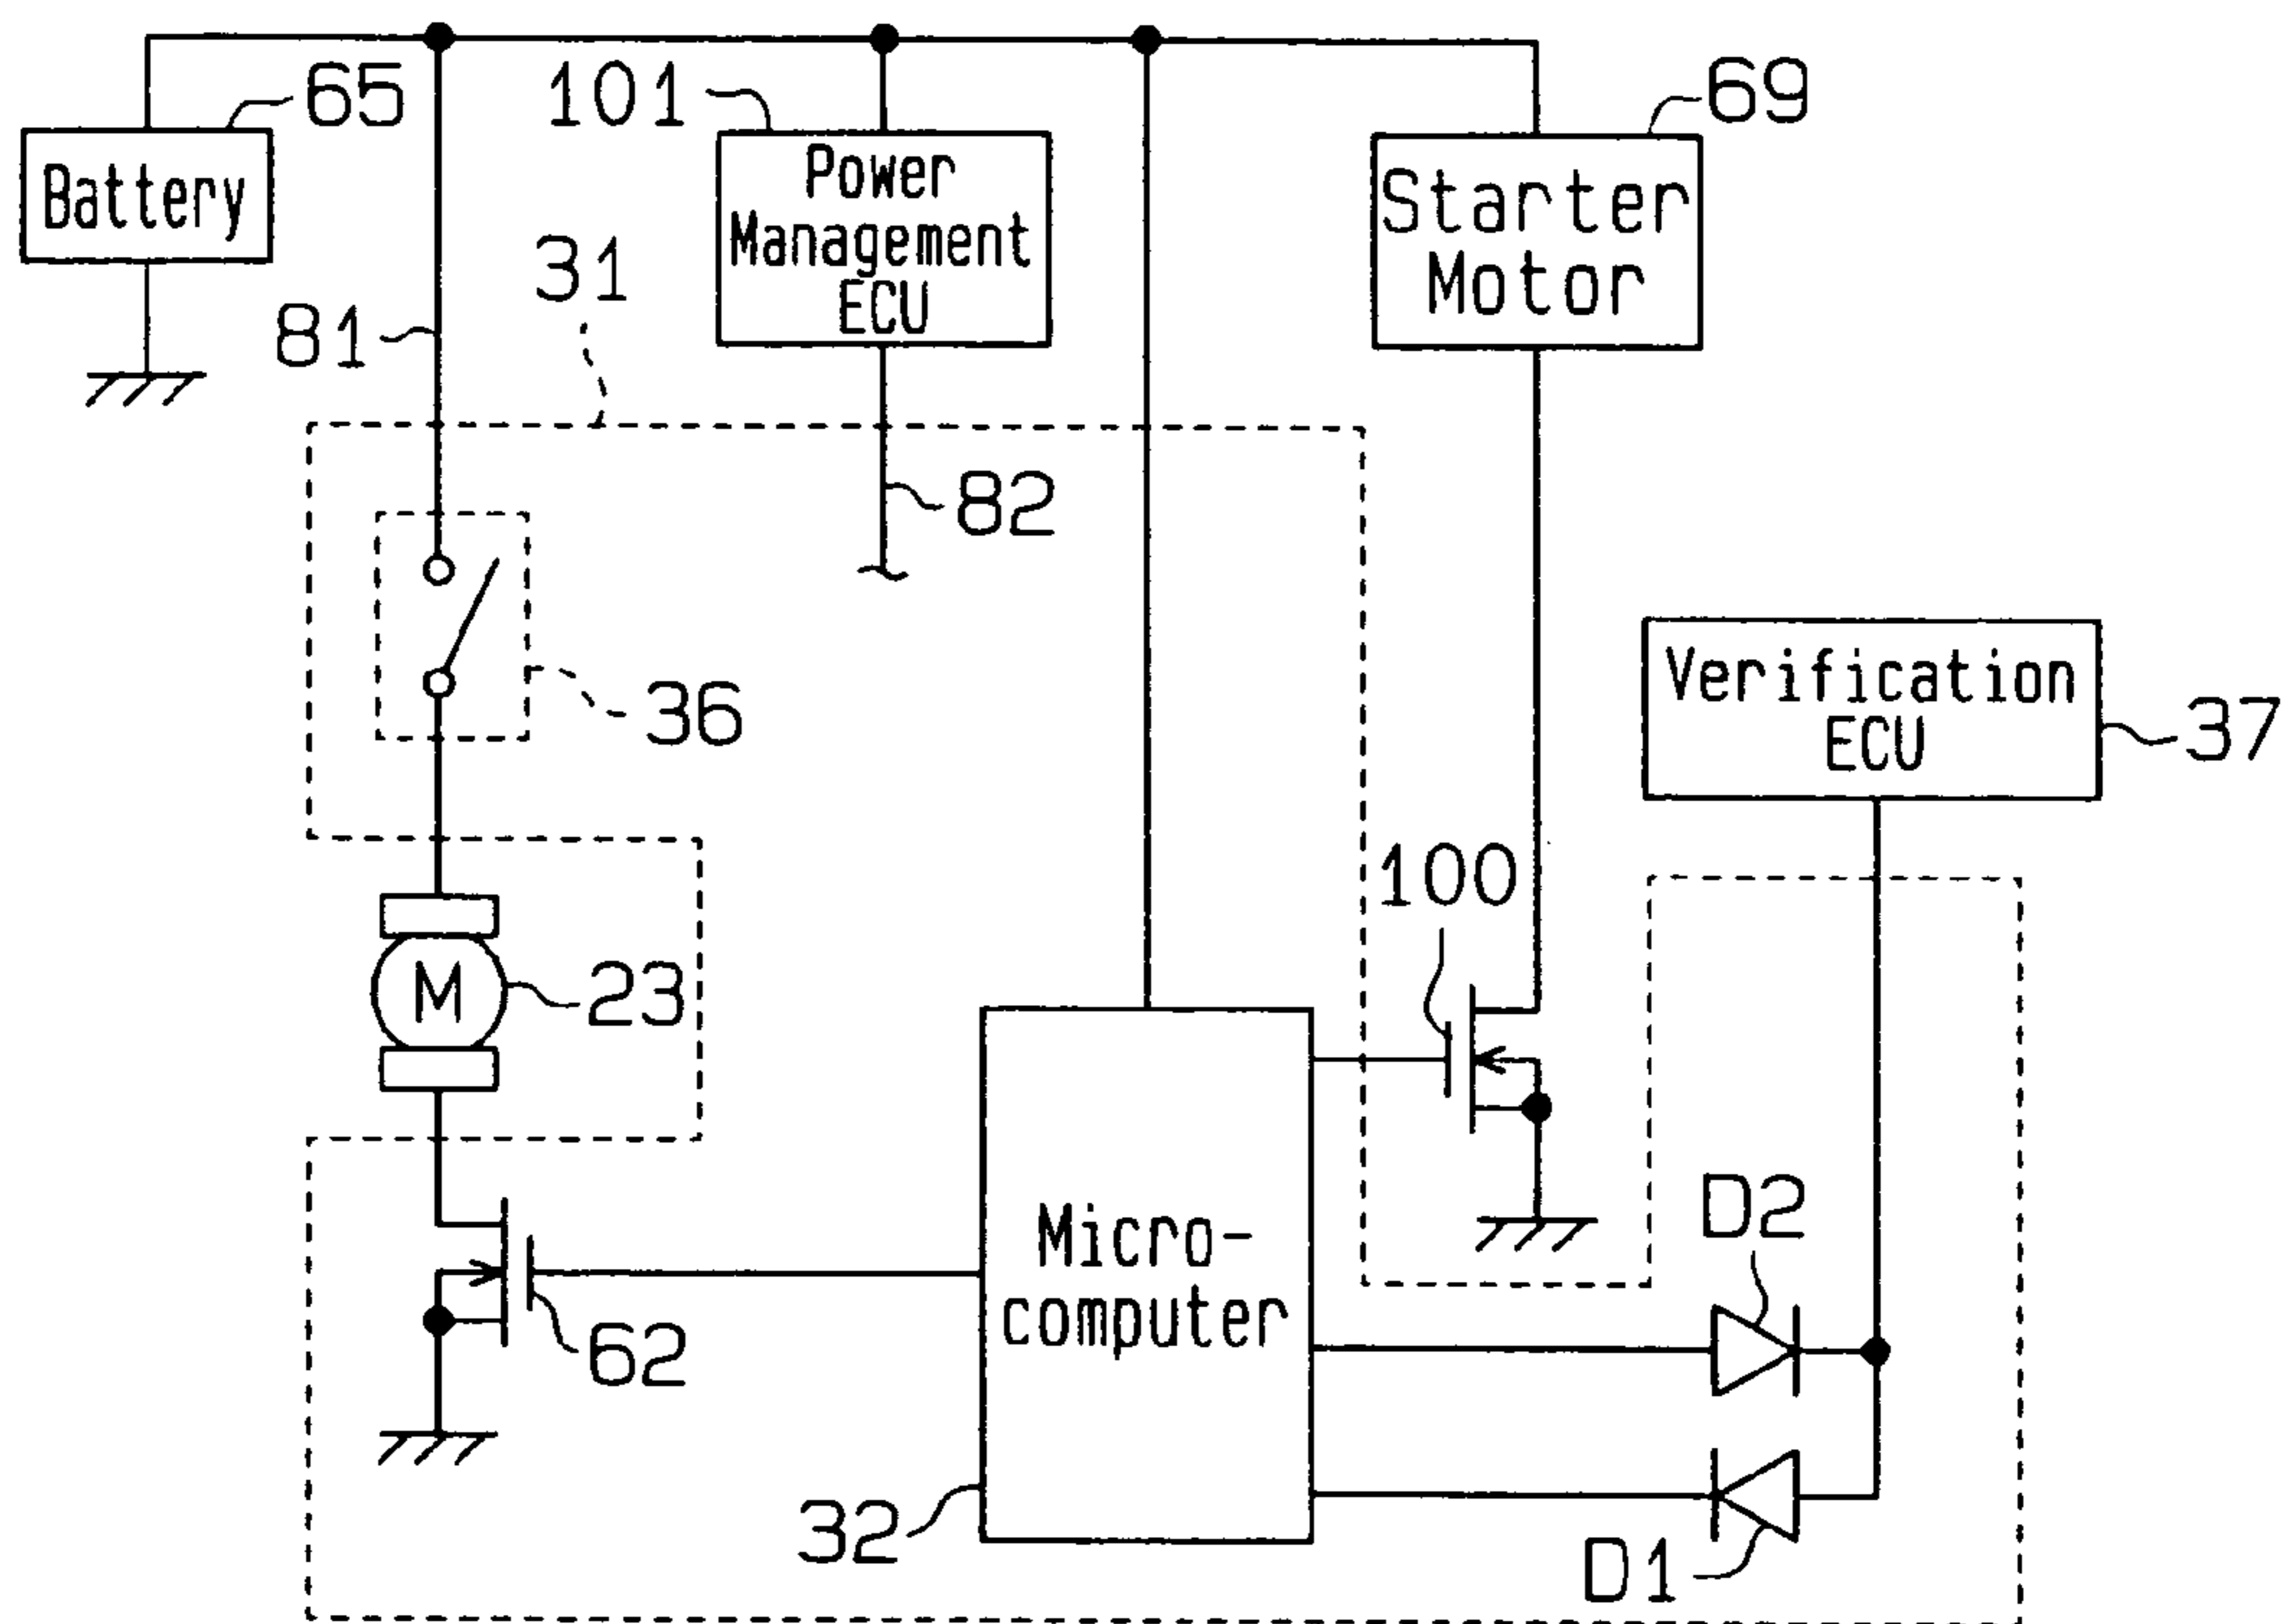 65
101
69
Battery
Power
Management
ECU
Starter
Motor
31
81
82
Verification
ECU
36
37
100
M
23
D2
Micro-
computer
62
32
D1